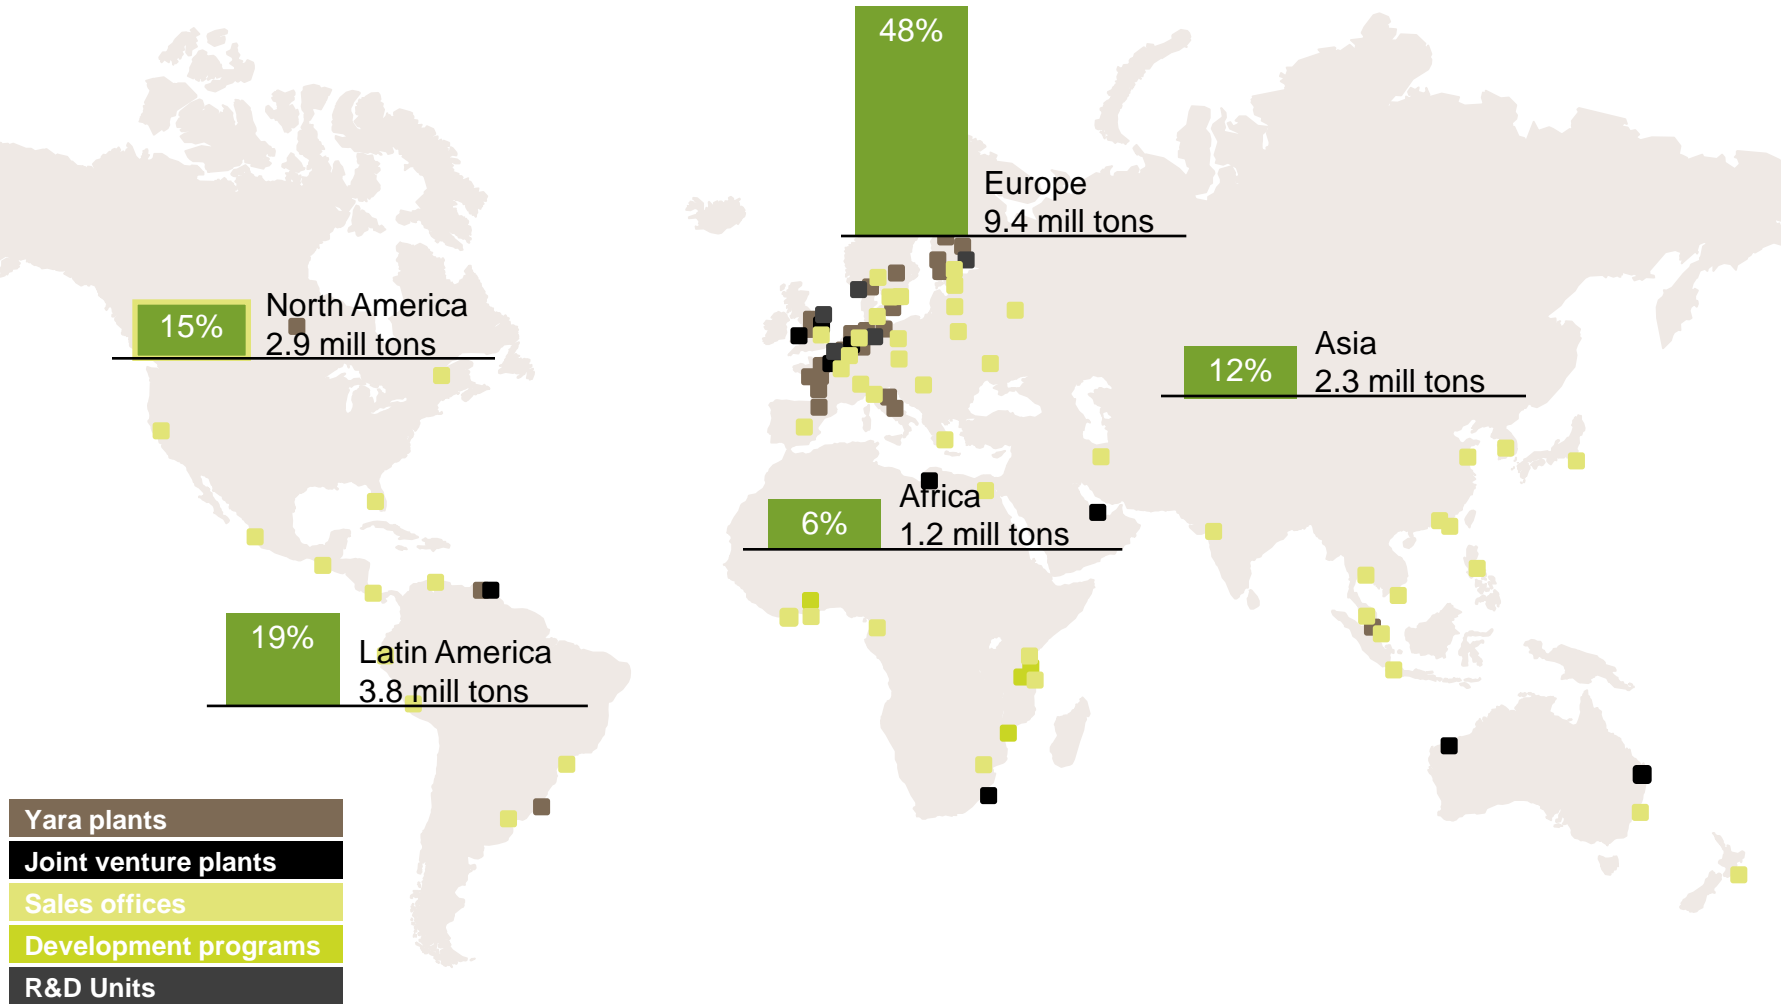 48%
Europe
9.4 mill tons
15%
North America
2.9 mill tons
12%
Asia
2.3 mill tons
6%
Africa
1.2 mill tons
19%
Latin America
3.8 mill tons
Yara plants
Joint venture plants
Sales offices
Development programs
R&D Units